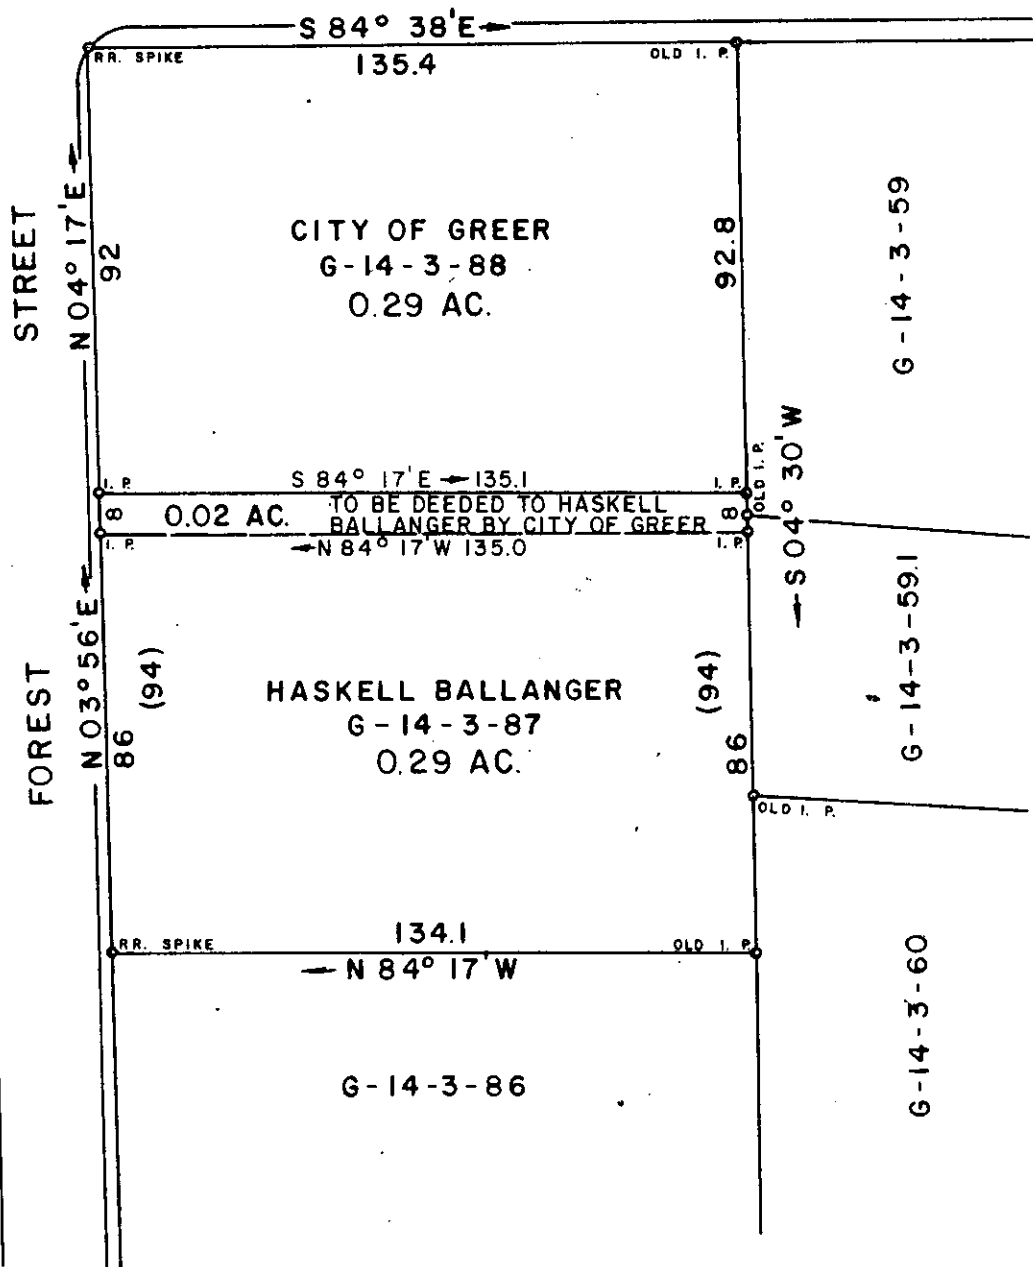 S 84° 38'E
RR. SPIKE
135.4
OLD I. P.
STREET
N 04° 17'E
92
CITY OF GREER
G-14-3-88
0.29 AC.
92.8
G-14-3-59
I. P.
S 84° 17'E 135.1
I. P.
OLD I. P.
S 04° 30' W
8
0.02 AC.
TO BE DEEDED TO HASKELL
BALLANGER BY CITY OF GREER
8
I. P.
N 84° 17' W 135.0
I. P.
FOREST
N 03° 56'E
86
(94)
HASKELL BALLANGER
G-14-3-87
0.29 AC.
(94)
86
G-14-3-59.1
OLD I. P.
RR. SPIKE
134.1
OLD I. P.
N 84° 17' W
G-14-3-86
G-14-3-60